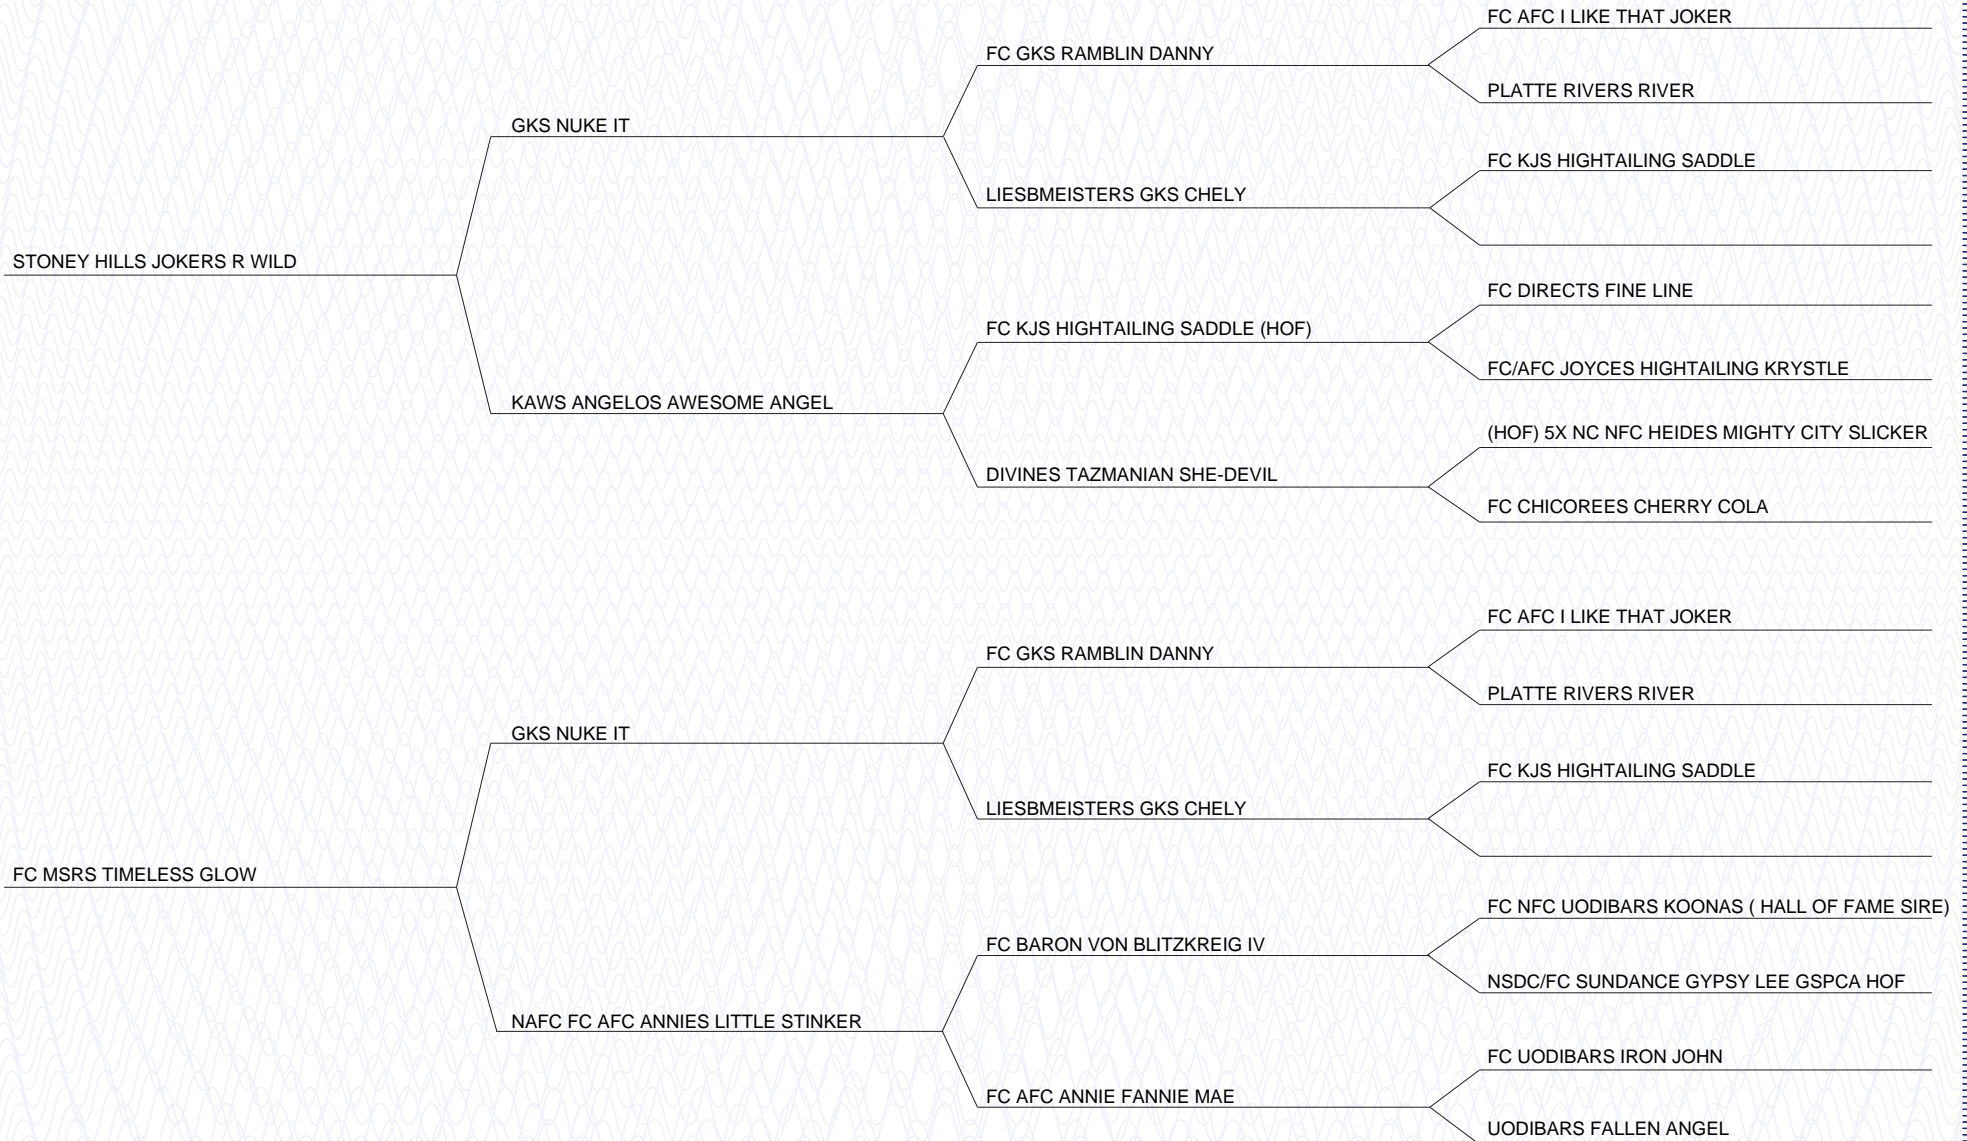 FC AFC I LIKE THAT JOKER
FC GKS RAMBLIN DANNY
PLATTE RIVERS RIVER
GKS NUKE IT
FC KJS HIGHTAILING SADDLE
LIESBMEISTERS GKS CHELY
STONEY HILLS JOKERS R WILD
FC DIRECTS FINE LINE
FC KJS HIGHTAILING SADDLE (HOF)
FC/AFC JOYCES HIGHTAILING KRYSTLE
KAWS ANGELOS AWESOME ANGEL
(HOF) 5X NC NFC HEIDES MIGHTY CITY SLICKER
DIVINES TAZMANIAN SHE-DEVIL
FC CHICOREES CHERRY COLA
FC AFC I LIKE THAT JOKER
FC GKS RAMBLIN DANNY
PLATTE RIVERS RIVER
GKS NUKE IT
FC KJS HIGHTAILING SADDLE
LIESBMEISTERS GKS CHELY
FC MSRS TIMELESS GLOW
FC NFC UODIBARS KOONAS ( HALL OF FAME SIRE)
FC BARON VON BLITZKREIG IV
NSDC/FC SUNDANCE GYPSY LEE GSPCA HOF
NAFC FC AFC ANNIES LITTLE STINKER
FC UODIBARS IRON JOHN
FC AFC ANNIE FANNIE MAE
UODIBARS FALLEN ANGEL